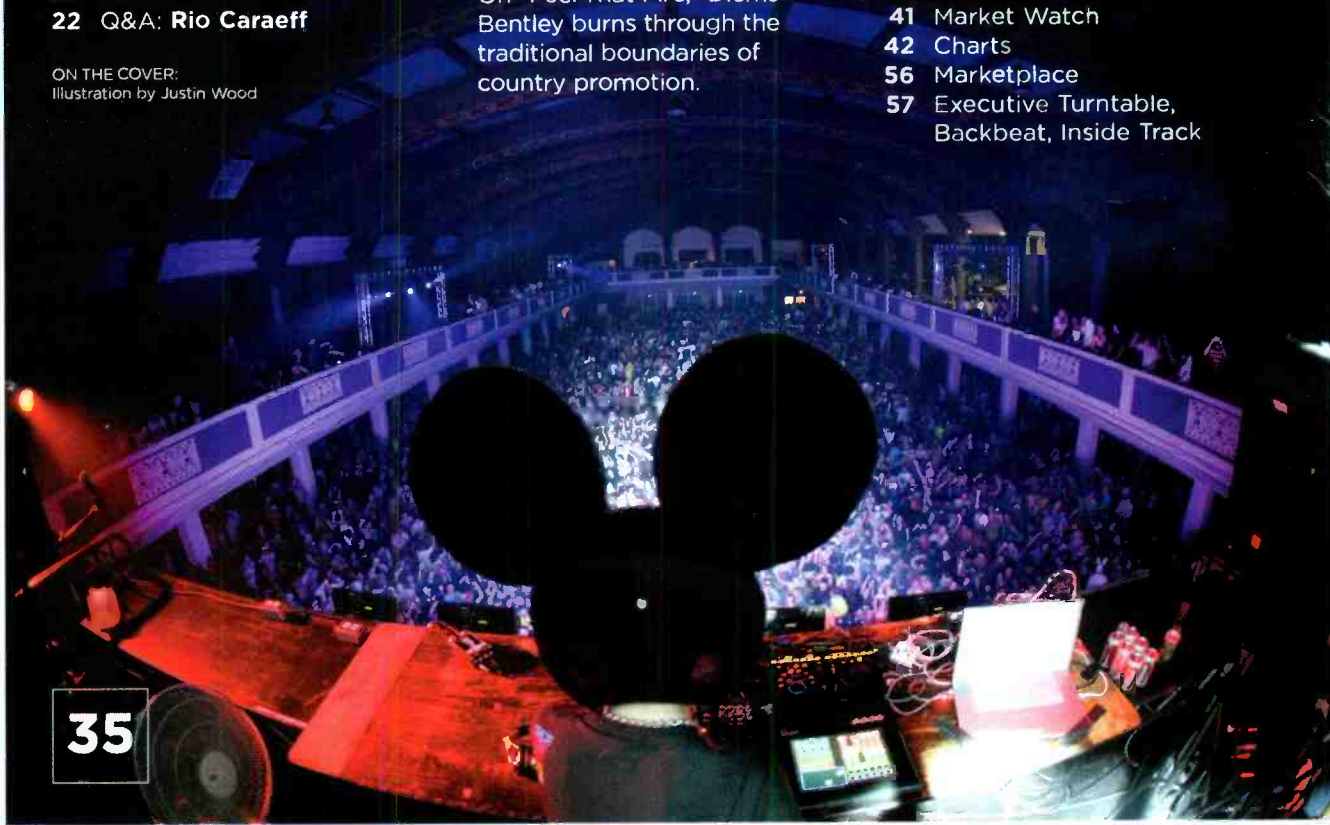 22 Q&A: Rio Caraeff
ON THE COVER:
Illustration by Justin Wood
Bentley burns through the
traditional boundaries of
country promotion.
41 Market Watch
42 Charts
56 Marketplace
57 Executive Turntable,
Backbeat, Inside Track
35